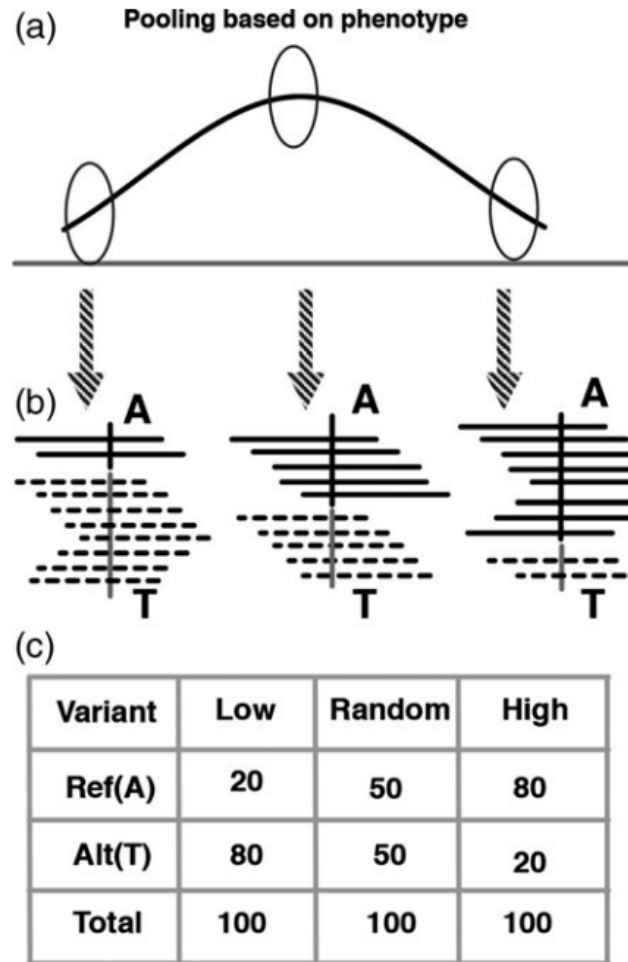 (a) Pooling based on phenotype
(b)
A A A
T T T
(c)
Variant Low Random High
Ref(A) 20 50 80
Alt(T) 80 50 20
Total 100 100 100